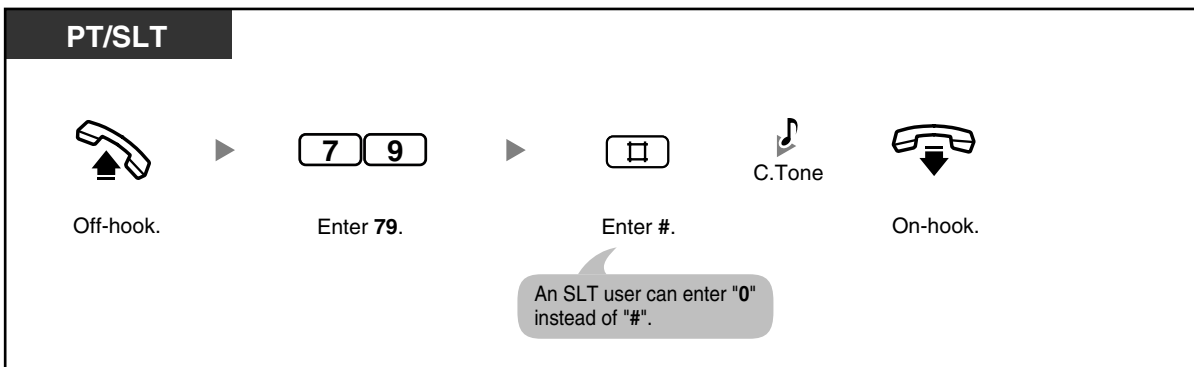 PT/SLT
7 9
#
C.Tone
Off-hook.
Enter 79.
Enter #.
On-hook.
An SLT user can enter "0"
instead of "#".